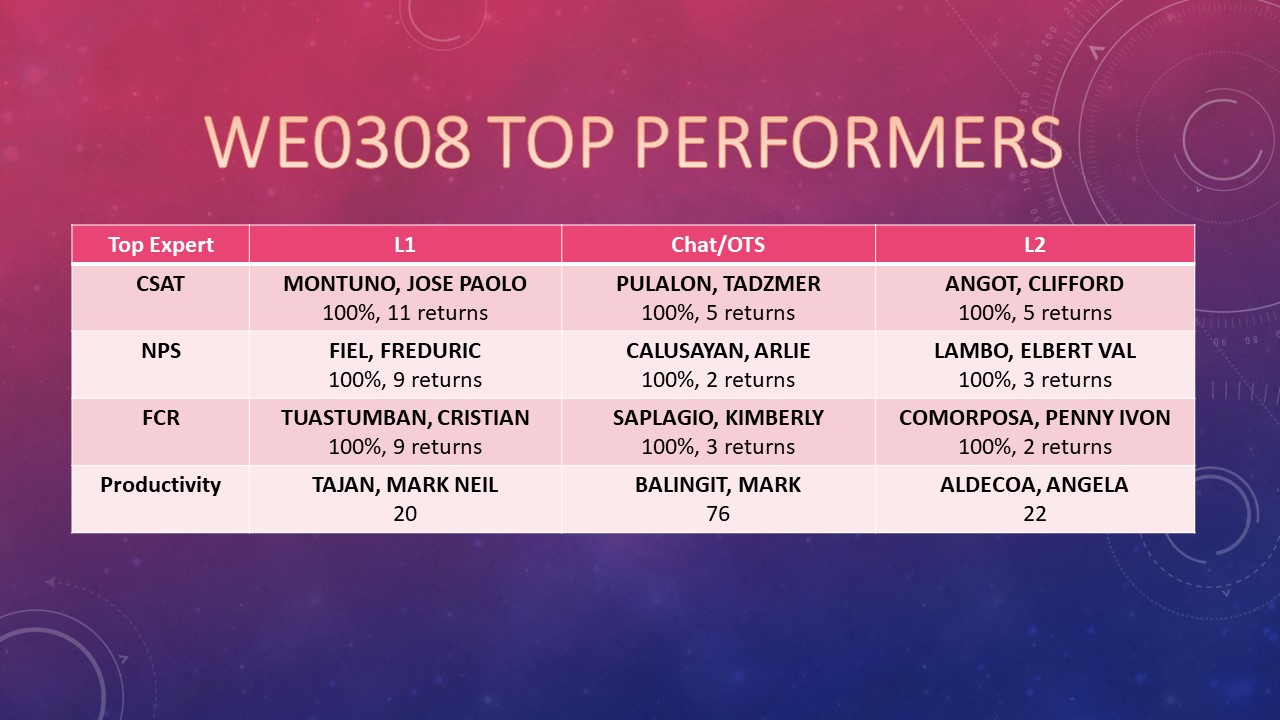 WE0308 TOP PERFORMERS
Top Expert L1 Chat/OTS L2
CSAT MONTUNO, JOSE PAOLO PULALON, TADZMER ANGOT, CLIFFORD
100%, 11 returns 100%, 5 returns 100%, 5 returns
NPS FIEL, FREDURIC CALUSAYAN, ARLIE LAMBO, ELBERT VAL
100%, 9 returns 100%, 2 returns 100%, 3 returns
FCR TUASTUMBAN, CRISTIAN SAPLAGIO, KIMBERLY COMORPOSA, PENNY IVON
100%, 9 returns 100%, 3 returns 100%, 2 returns
Productivity TAJAN, MARK NEIL BALINGIT, MARK ALDECOA, ANGELA
20 76 22